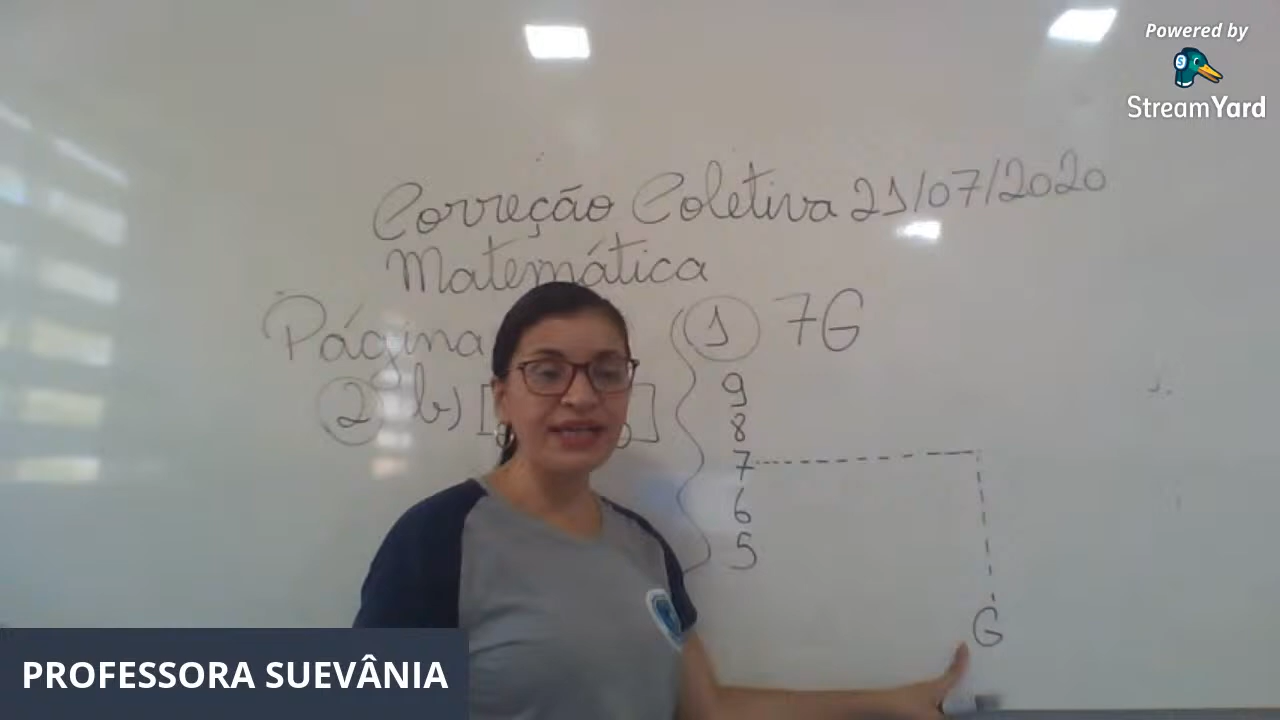 Powered by
StreamYard
Correção Coletiva 21/07/2020
Matemática
Página
2 b) [ ]
1 7G
9
8
7
6
5
G
PROFESSORA SUEVÂNIA